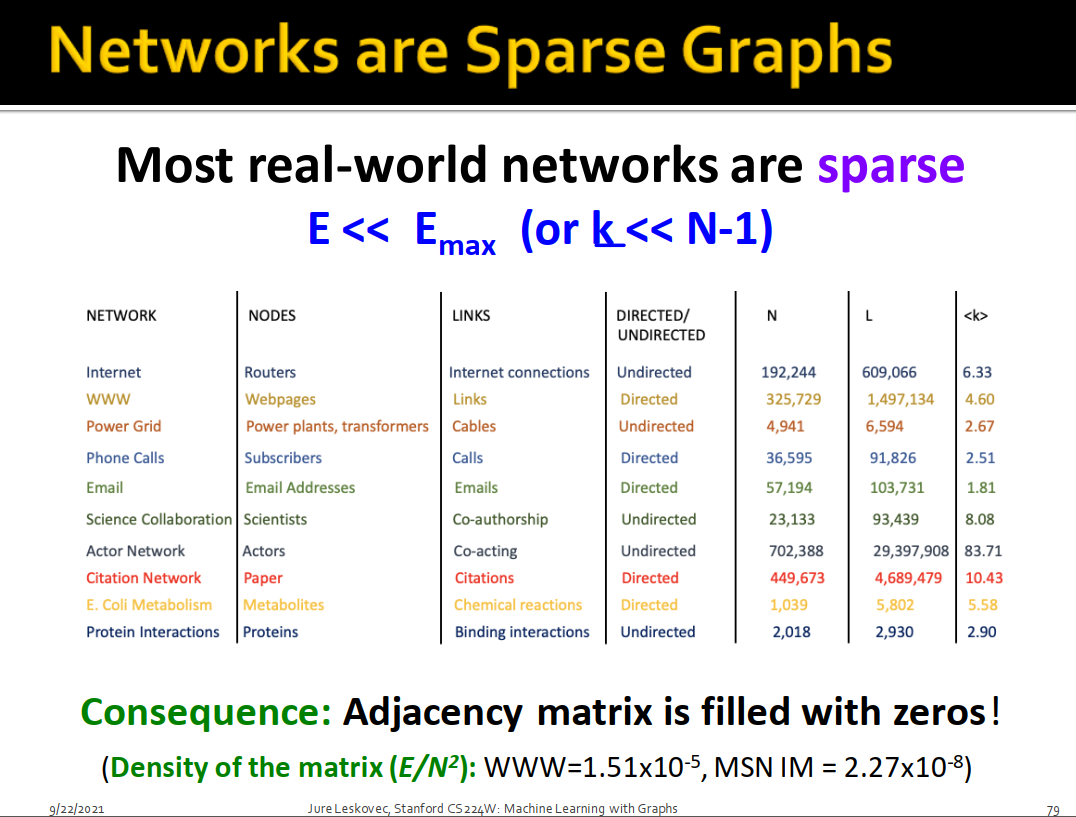 Networks are Sparse Graphs
Most real-world networks are sparse
E << Emax (or k << N-1)
NETWORK NODES LINKS DIRECTED/ UNDIRECTED N L <k>
Internet Routers Internet connections Undirected 192,244 609,066 6.33
WWW Webpages Links Directed 325,729 1,497,134 4.60
Power Grid Power plants, transformers Cables Undirected 4,941 6,594 2.67
Phone Calls Subscribers Calls Directed 36,595 91,826 2.51
Email Email Addresses Emails Directed 57,194 103,731 1.81
Science Collaboration Scientists Co-authorship Undirected 23,133 93,439 8.08
Actor Network Actors Co-acting Undirected 702,388 29,397,908 83.71
Citation Network Paper Citations Directed 449,673 4,689,479 10.43
E. Coli Metabolism Metabolites Chemical reactions Directed 1,039 5,802 5.58
Protein Interactions Proteins Binding interactions Undirected 2,018 2,930 2.90
Consequence: Adjacency matrix is filled with zeros!
(Density of the matrix (E/N²): WWW=1.51x10⁻⁵, MSN IM = 2.27x10⁻⁸)
9/22/2021 Jure Leskovec, Stanford CS224W: Machine Learning with Graphs 79